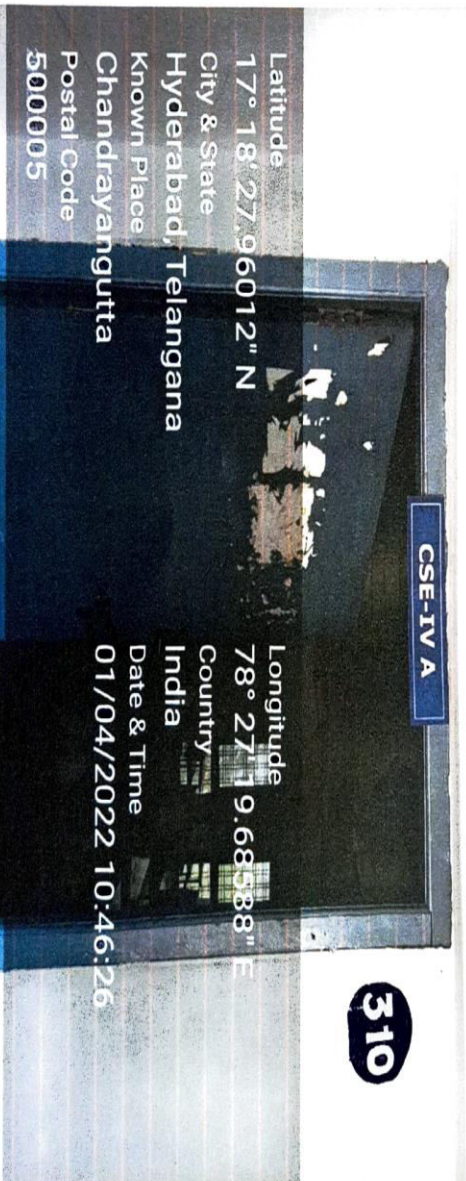 CSE-IV A
310
Latitude
17° 18' 27.96012" N
Longitude
78° 27' 19.68588" E
City & State
Hyderabad, Telangana
Country
India
Known Place
Chandrayangutta
Date & Time
01/04/2022 10:46:26
Postal Code
500005